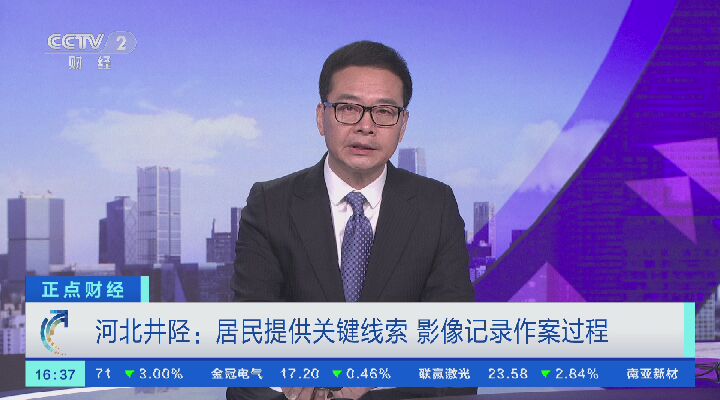 CCTV 2
财经
正点财经
河北井陉：居民提供关键线索 影像记录作案过程
16:37 71 ▼ 3.00% 金冠电气 17.20 ▼ 0.46% 联赢激光 23.58 ▼ 2.84% 南亚新材